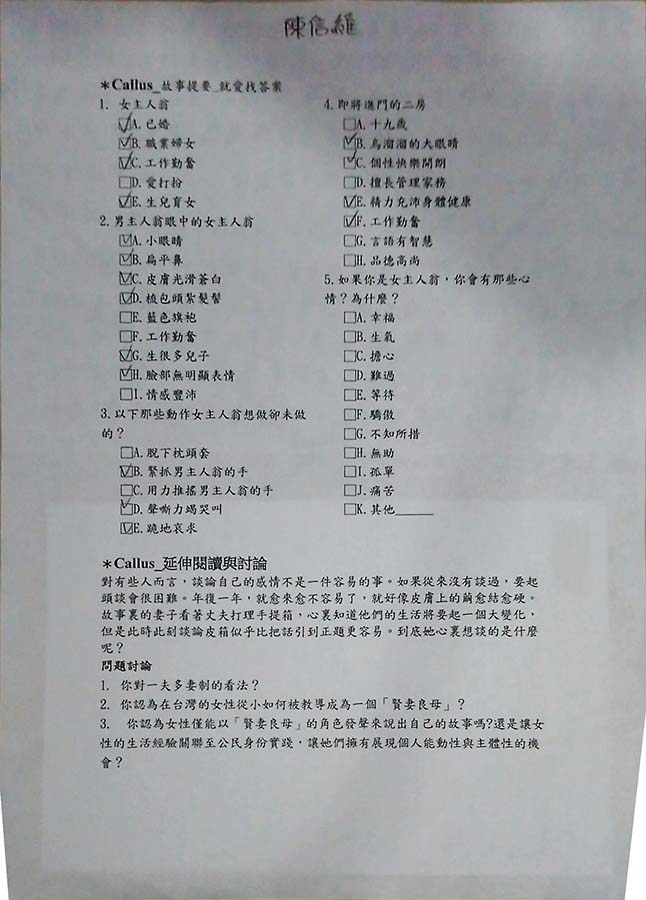 陳信維
＊Callus_故事提要_就愛找答案
1. 女主人翁
☑A. 已婚
☑B. 職業婦女
☑C. 工作勤奮
□D. 愛打扮
☑E. 生兒育女
2. 男主人翁眼中的女主人翁
☑A. 小眼睛
☑B. 扁平鼻
☑C. 皮膚光滑蒼白
☑D. 梳包頭紮髮髻
□E. 藍色旗袍
□F. 工作勤奮
☑G. 生很多兒子
☑H. 臉部無明顯表情
□I. 情感豐沛
3. 以下那些動作女主人翁想做卻未做
的？
□A. 脫下枕頭套
☑B. 緊抓男主人翁的手
□C. 用力推搖男主人翁的手
☑D. 聲嘶力竭哭叫
☑E. 跪地哀求
4. 即將進門的二房
□A. 十九歲
☑B. 烏溜溜的大眼睛
☑C. 個性快樂開朗
□D. 擅長管理家務
☑E. 精力充沛身體健康
☑F. 工作勤奮
□G. 言語有智慧
□H. 品德高尚
5. 如果你是女主人翁，你會有那些心
情？為什麼？
□A. 幸福
□B. 生氣
□C. 擔心
□D. 難過
□E. 等待
□F. 驕傲
□G. 不知所措
□H. 無助
□I. 孤單
□J. 痛苦
□K. 其他______
＊Callus_延伸閱讀與討論
對有些人而言，談論自己的感情不是一件容易的事。如果從來沒有談過，要起
頭談會很困難。年復一年，就愈來愈不容易了，就好像皮膚上的繭愈結愈硬。
故事裏的妻子看著丈夫打理手提箱，心裏知道他們的生活將要起一個大變化，
但是此時此刻談論皮箱似乎比把話引到正題更容易。到底她心裏想談的是什麼
呢？
問題討論
1. 你對一夫多妻制的看法？
2. 你認為在台灣的女性從小如何被教導成為一個「賢妻良母」？
3. 你認為女性僅能以「賢妻良母」的角色發聲來說出自己的故事嗎?還是讓女
性的生活經驗關聯至公民身份實踐，讓她們擁有展現個人能動性與主體性的機
會？